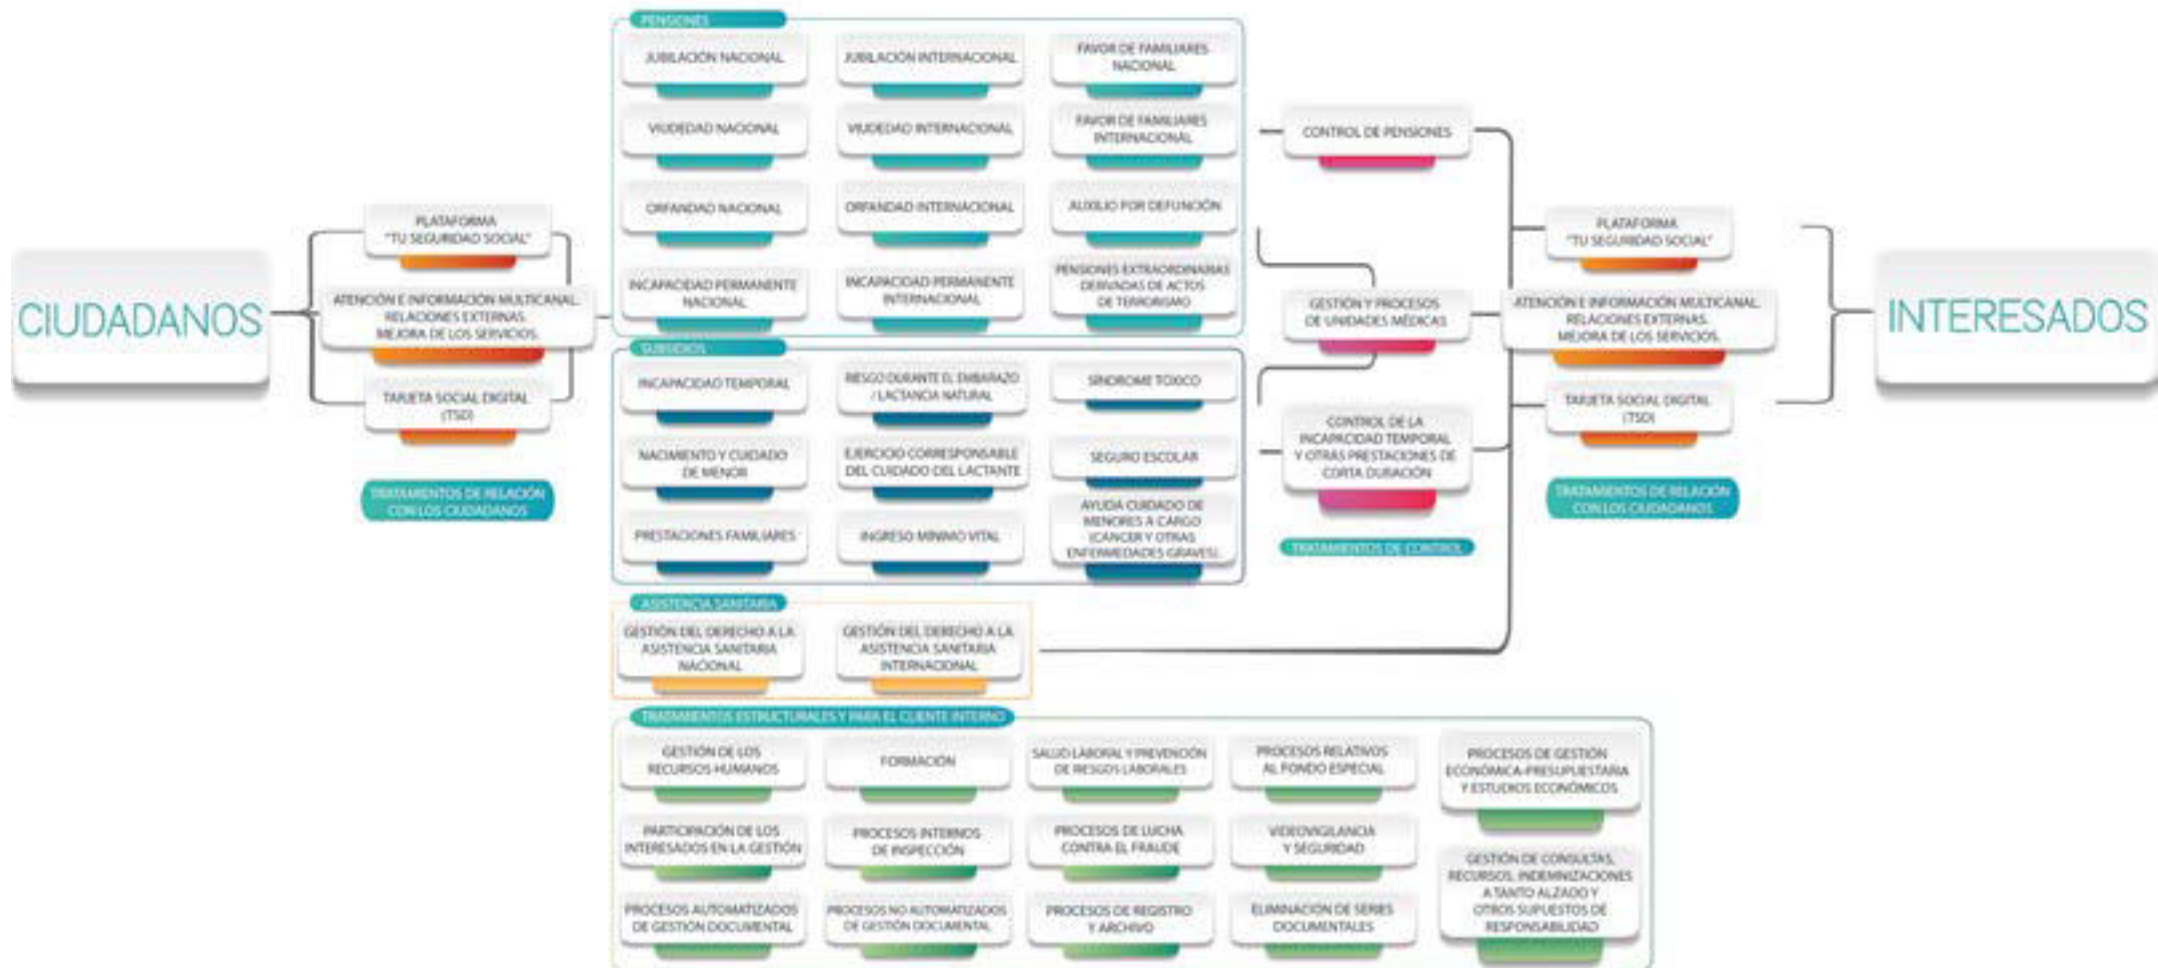 CIUDADANOS
PLATAFORMA
"TU SEGURIDAD SOCIAL"
ATENCIÓN E INFORMACIÓN MULTICANAL.
RELACIONES EXTERNAS.
MEJORA DE LOS SERVICIOS.
TARJETA SOCIAL DIGITAL
(TSD)
TRATAMIENTOS DE RELACIÓN
CON LOS CIUDADANOS
PENSIONES
JUBILACIÓN NACIONAL
JUBILACIÓN INTERNACIONAL
FAVOR DE FAMILIARES
NACIONAL
VIUDEDAD NACIONAL
VIUDEDAD INTERNACIONAL
FAVOR DE FAMILIARES
INTERNACIONAL
ORFANDAD NACIONAL
ORFANDAD INTERNACIONAL
AUXILIO POR DEFUNCIÓN
INCAPACIDAD PERMANENTE
NACIONAL
INCAPACIDAD PERMANENTE
INTERNACIONAL
PENSIONES EXTRAORDINARIAS
DERIVADAS DE ACTOS
DE TERRORISMO
SUBSIDIOS
INCAPACIDAD TEMPORAL
RIESGO DURANTE EL EMBARAZO
/ LACTANCIA NATURAL
SÍNDROME TÓXICO
NACIMIENTO Y CUIDADO
DE MENOR
EJERCICIO CORRESPONSABLE
DEL CUIDADO DEL LACTANTE
SEGURO ESCOLAR
PRESTACIONES FAMILIARES
INGRESO MÍNIMO VITAL
AYUDA CUIDADO DE
MENORES A CARGO
(CANCER Y OTRAS
ENFERMEDADES GRAVES).
ASISTENCIA SANITARIA
GESTIÓN DEL DERECHO A LA
ASISTENCIA SANITARIA
NACIONAL
GESTIÓN DEL DERECHO A LA
ASISTENCIA SANITARIA
INTERNACIONAL
TRATAMIENTOS ESTRUCTURALES Y PARA EL CLIENTE INTERNO
GESTIÓN DE LOS
RECURSOS HUMANOS
FORMACIÓN
SALUD LABORAL Y PREVENCIÓN
DE RIESGOS LABORALES
PROCESOS RELATIVOS
AL FONDO ESPECIAL
PROCESOS DE GESTIÓN
ECONÓMICA-PRESUPUESTARIA
Y ESTUDIOS ECONÓMICOS
PARTICIPACIÓN DE LOS
INTERESADOS EN LA GESTIÓN
PROCESOS INTERNOS
DE INSPECCIÓN
PROCESOS DE LUCHA
CONTRA EL FRAUDE
VIDEOVIGILANCIA
Y SEGURIDAD
GESTIÓN DE CONSULTAS,
RECURSOS, INDEMNIZACIONES
A TANTO ALZADO Y
OTROS SUPUESTOS DE
RESPONSABILIDAD
PROCESOS AUTOMATIZADOS
DE GESTIÓN DOCUMENTAL
PROCESOS NO AUTOMATIZADOS
DE GESTIÓN DOCUMENTAL
PROCESOS DE REGISTRO
Y ARCHIVO
ELIMINACIÓN DE SERIES
DOCUMENTALES
CONTROL DE PENSIONES
GESTIÓN Y PROCESOS
DE UNIDADES MÉDICAS
CONTROL DE LA
INCAPACIDAD TEMPORAL
Y OTRAS PRESTACIONES DE
CORTA DURACIÓN
TRATAMIENTOS DE CONTROL
PLATAFORMA
"TU SEGURIDAD SOCIAL"
ATENCIÓN E INFORMACIÓN MULTICANAL.
RELACIONES EXTERNAS.
MEJORA DE LOS SERVICIOS.
TARJETA SOCIAL DIGITAL
(TSD)
TRATAMIENTOS DE RELACIÓN
CON LOS CIUDADANOS
INTERESADOS